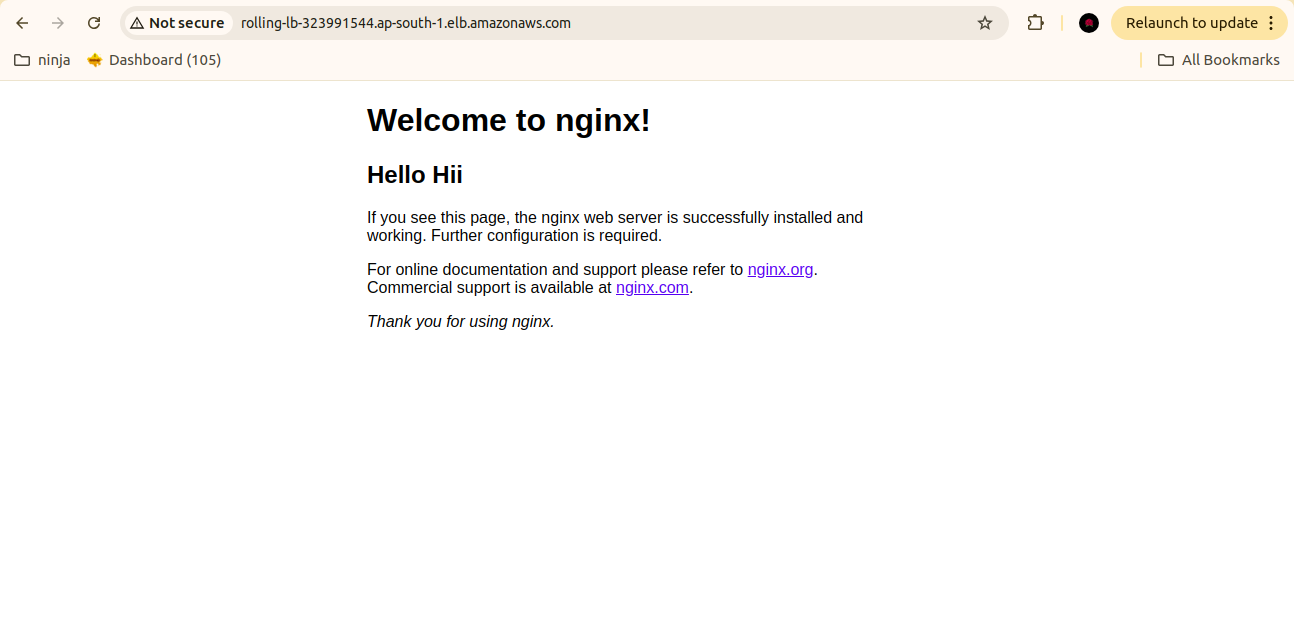 Not secure
rolling-lb-323991544.ap-south-1.elb.amazonaws.com
Relaunch to update
ninja
Dashboard (105)
All Bookmarks
Welcome to nginx!
Hello Hii
If you see this page, the nginx web server is successfully installed and
working. Further configuration is required.
For online documentation and support please refer to nginx.org.
Commercial support is available at nginx.com.
Thank you for using nginx.